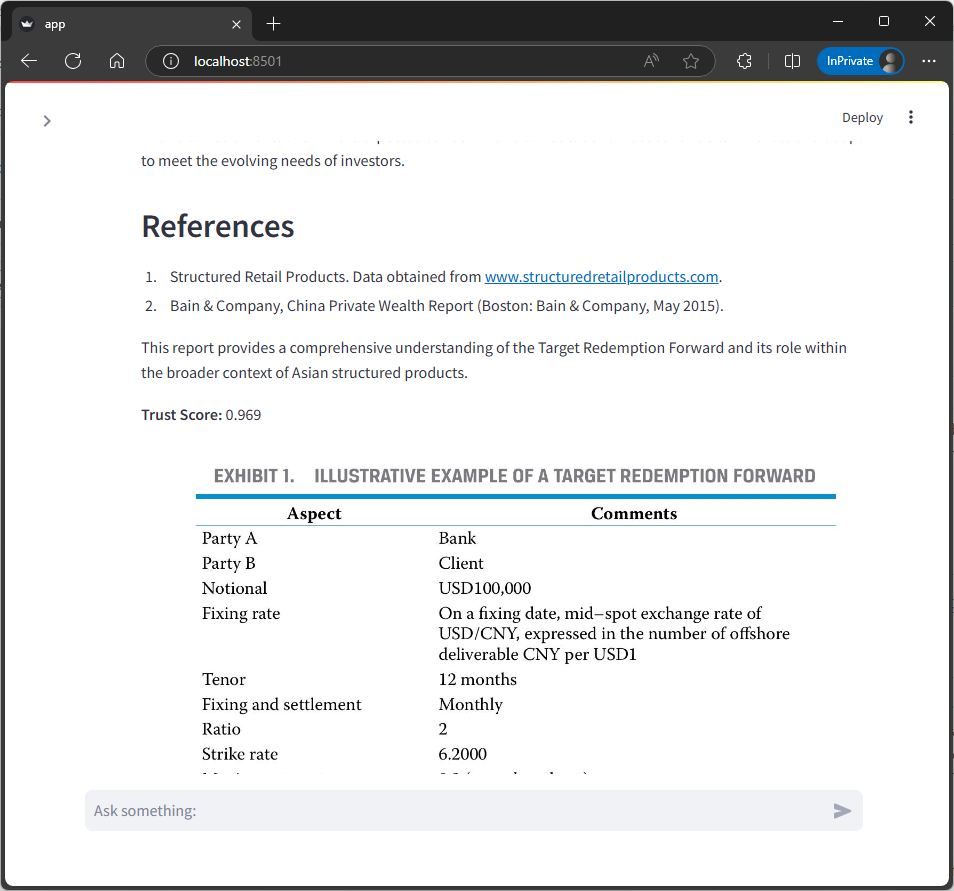 app
localhost:8501
InPrivate
Deploy
to meet the evolving needs of investors.
References
1. Structured Retail Products. Data obtained from www.structuredretailproducts.com.
2. Bain & Company, China Private Wealth Report (Boston: Bain & Company, May 2015).
This report provides a comprehensive understanding of the Target Redemption Forward and its role within
the broader context of Asian structured products.
Trust Score: 0.969
EXHIBIT 1. ILLUSTRATIVE EXAMPLE OF A TARGET REDEMPTION FORWARD
Aspect Comments
Party A Bank
Party B Client
Notional USD100,000
Fixing rate On a fixing date, mid–spot exchange rate of
USD/CNY, expressed in the number of offshore
deliverable CNY per USD1
Tenor 12 months
Fixing and settlement Monthly
Ratio 2
Strike rate 6.2000
Ask something: